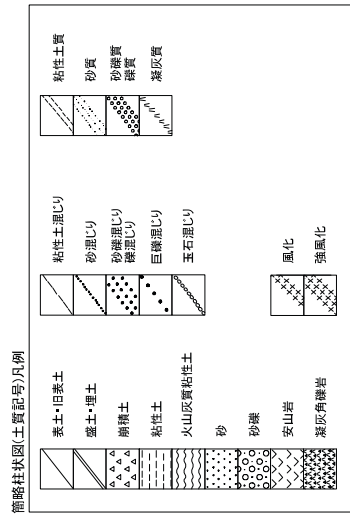 簡略柱状図(土質記号)凡例
表土・旧表土
盛土・埋土
崩積土
粘性土
火山灰質粘性土
砂
砂礫
安山岩
凝灰角礫岩
粘性土混じり
砂混じり
砂礫混じり
礫混じり
巨礫混じり
玉石混じり
風化
強風化
粘性土質
砂質
砂礫質
礫質
凝灰質